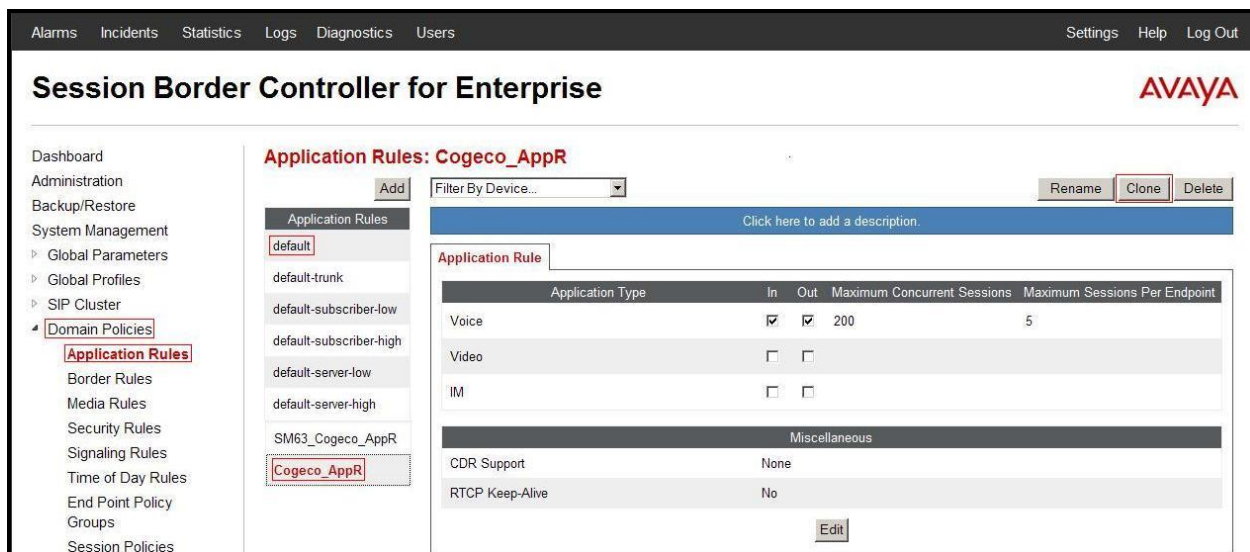 Alarms Incidents Statistics Logs Diagnostics Users Settings Help Log Out
Session Border Controller for Enterprise
AVAYA
Dashboard
Administration
Backup/Restore
System Management
Global Parameters
Global Profiles
SIP Cluster
Domain Policies
Application Rules
Border Rules
Media Rules
Security Rules
Signaling Rules
Time of Day Rules
End Point Policy
Groups
Session Policies
Application Rules: Cogeco_AppR
Add
Filter By Device...
Rename Clone Delete
Application Rules
default
default-trunk
default-subscriber-low
default-subscriber-high
default-server-low
default-server-high
SM63_Cogeco_AppR
Cogeco_AppR
Click here to add a description.
Application Rule
Application Type In Out Maximum Concurrent Sessions Maximum Sessions Per Endpoint
Voice 200 5
Video
IM
Miscellaneous
CDR Support None
RTCP Keep-Alive No
Edit